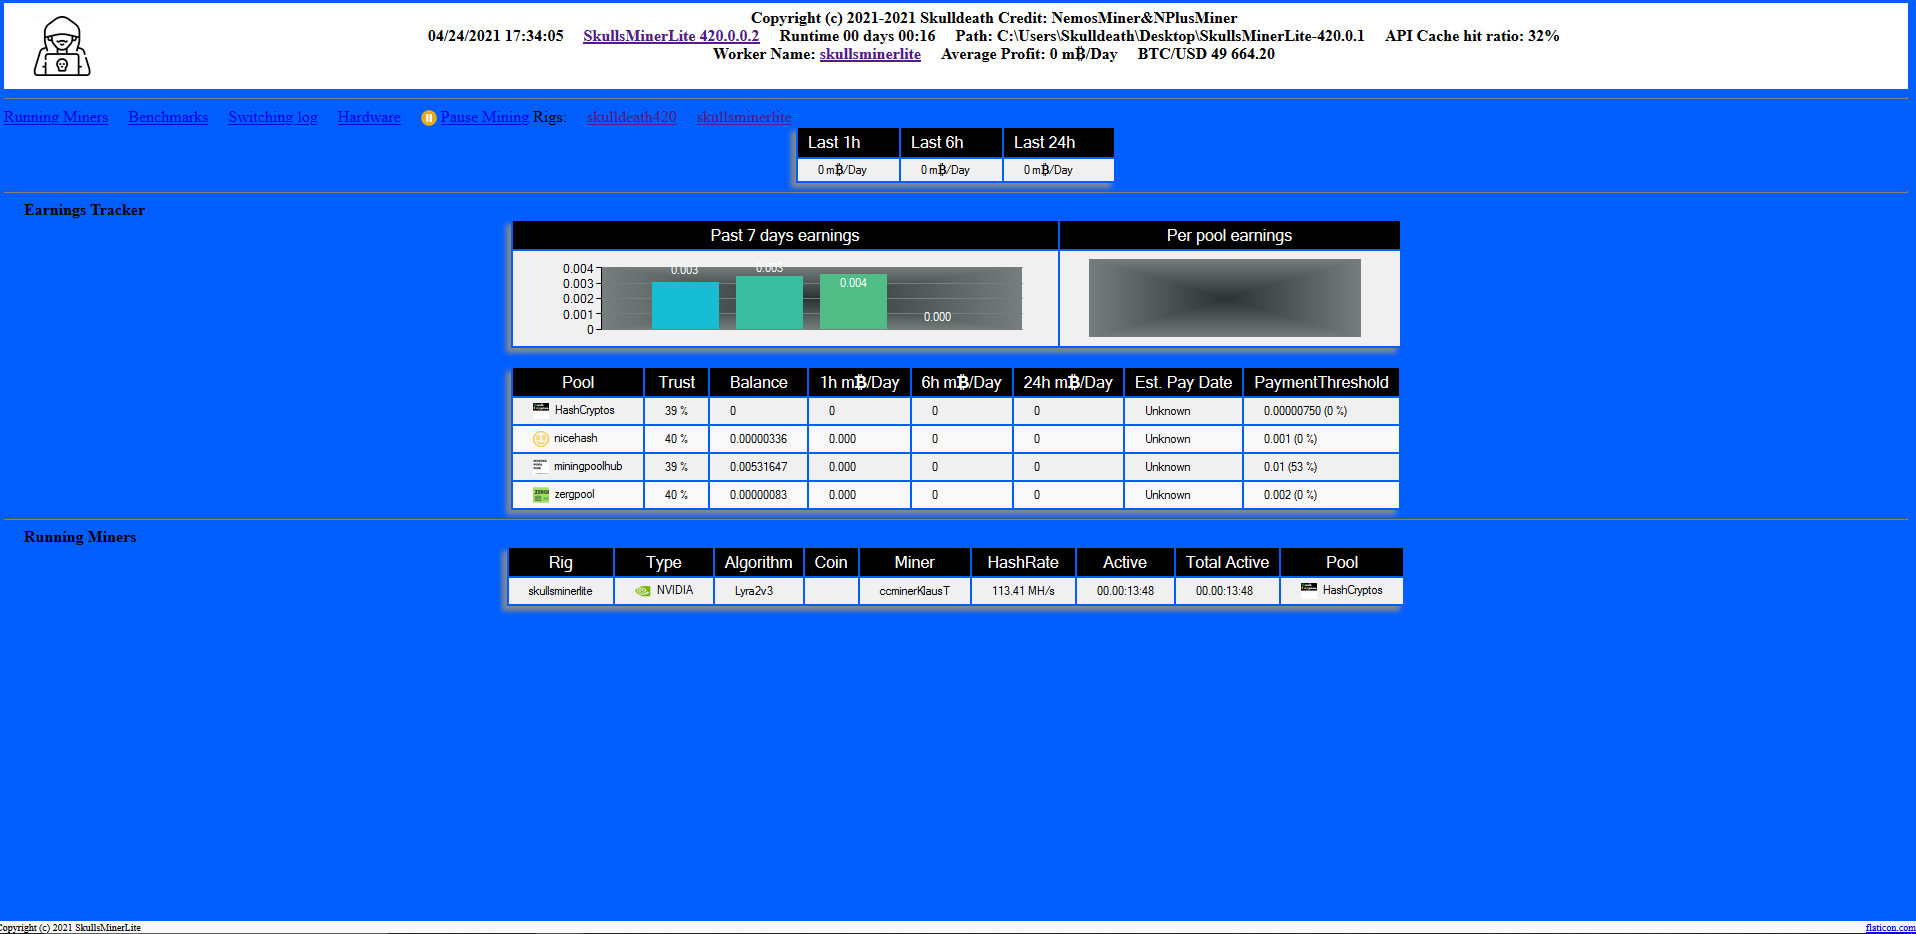 Copyright (c) 2021-2021 Skulldeath Credit: NemosMiner&NPlusMiner
04/24/2021 17:34:05 SkullsMinerLite 420.0.0.2 Runtime 00 days 00:16 Path: C:\Users\Skulldeath\Desktop\SkullsMinerLite-420.0.1 API Cache hit ratio: 32%
Worker Name: skullsminerlite Average Profit: 0 m₿/Day BTC/USD 49 664.20
Running Miners Benchmarks Switching log Hardware Pause Mining Rigs: skulldeath420 skullsminerlite
Last 1h Last 6h Last 24h
0 m₿/Day 0 m₿/Day 0 m₿/Day
Earnings Tracker
Past 7 days earnings Per pool earnings
0.004
0.003
0.002
0.001
0
0.003 0.003 0.004 0.000
Pool Trust Balance 1h m₿/Day 6h m₿/Day 24h m₿/Day Est. Pay Date PaymentThreshold
HashCryptos 39 % 0 0 0 0 Unknown 0.00000750 (0 %)
nicehash 40 % 0.00000336 0.000 0 0 Unknown 0.001 (0 %)
miningpoolhub 39 % 0.00531647 0.000 0 0 Unknown 0.01 (53 %)
zergpool 40 % 0.00000083 0.000 0 0 Unknown 0.002 (0 %)
Running Miners
Rig Type Algorithm Coin Miner HashRate Active Total Active Pool
skullsminerlite NVIDIA Lyra2v3 ccminerKlausT 113.41 MH/s 00.00:13:48 00.00:13:48 HashCryptos
Copyright (c) 2021 SkullsMinerLite
flaticon.com